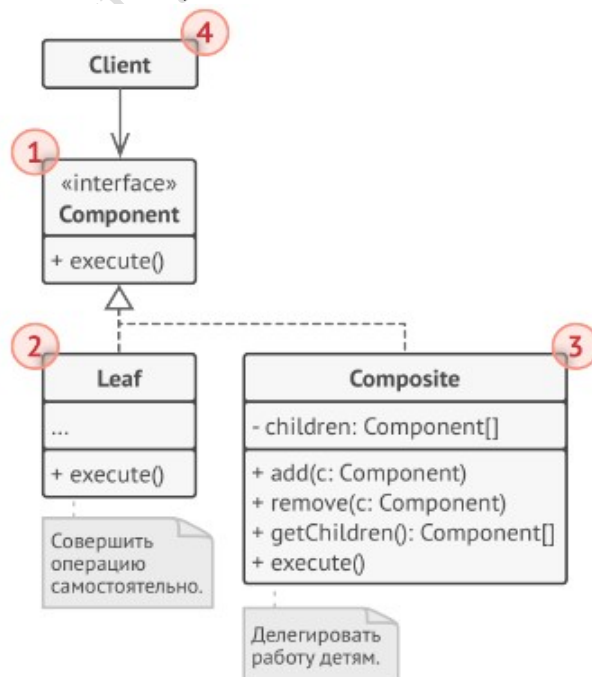 4
Client
1
«interface»
Component
+ execute()
2
Leaf
...
+ execute()
Совершить
операцию
самостоятельно.
3
Composite
- children: Component[]
+ add(c: Component)
+ remove(c: Component)
+ getChildren(): Component[]
+ execute()
Делегировать
работу детям.